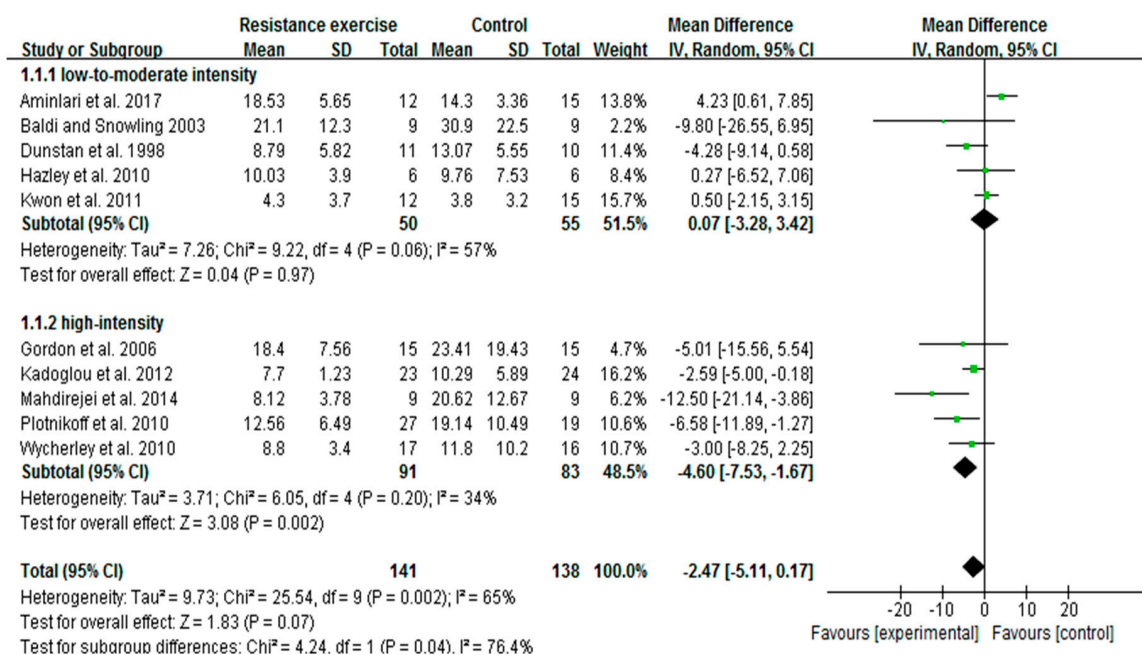 Resistance exercise Control Mean Difference Mean Difference
Study or Subgroup Mean SD Total Mean SD Total Weight IV, Random, 95% CI IV, Random, 95% CI
1.1.1 low-to-moderate intensity
Aminlari et al. 2017 18.53 5.65 12 14.3 3.36 15 13.8% 4.23 [0.61, 7.85]
Baldi and Snowling 2003 21.1 12.3 9 30.9 22.5 9 2.2% -9.80 [-26.55, 6.95]
Dunstan et al. 1998 8.79 5.82 11 13.07 5.55 10 11.4% -4.28 [-9.14, 0.58]
Hazley et al. 2010 10.03 3.9 6 9.76 7.53 6 8.4% 0.27 [-6.52, 7.06]
Kwon et al. 2011 4.3 3.7 12 3.8 3.2 15 15.7% 0.50 [-2.15, 3.15]
Subtotal (95% CI) 50 55 51.5% 0.07 [-3.28, 3.42]
Heterogeneity: Tau² = 7.26; Chi² = 9.22, df = 4 (P = 0.06); I² = 57%
Test for overall effect: Z = 0.04 (P = 0.97)
1.1.2 high-intensity
Gordon et al. 2006 18.4 7.56 15 23.41 19.43 15 4.7% -5.01 [-15.56, 5.54]
Kadoglou et al. 2012 7.7 1.23 23 10.29 5.89 24 16.2% -2.59 [-5.00, -0.18]
Mahdirejei et al. 2014 8.12 3.78 9 20.62 12.67 9 6.2% -12.50 [-21.14, -3.86]
Plotnikoff et al. 2010 12.56 6.49 27 19.14 10.49 19 10.6% -6.58 [-11.89, -1.27]
Wycherley et al. 2010 8.8 3.4 17 11.8 10.2 16 10.7% -3.00 [-8.25, 2.25]
Subtotal (95% CI) 91 83 48.5% -4.60 [-7.53, -1.67]
Heterogeneity: Tau² = 3.71; Chi² = 6.05, df = 4 (P = 0.20); I² = 34%
Test for overall effect: Z = 3.08 (P = 0.002)
Total (95% CI) 141 138 100.0% -2.47 [-5.11, 0.17]
Heterogeneity: Tau² = 9.73; Chi² = 25.54, df = 9 (P = 0.002); I² = 65%
Test for overall effect: Z = 1.83 (P = 0.07)
Test for subgroup differences: Chi² = 4.24, df = 1 (P = 0.04), I² = 76.4%
-20 -10 0 10 20
Favours [experimental] Favours [control]